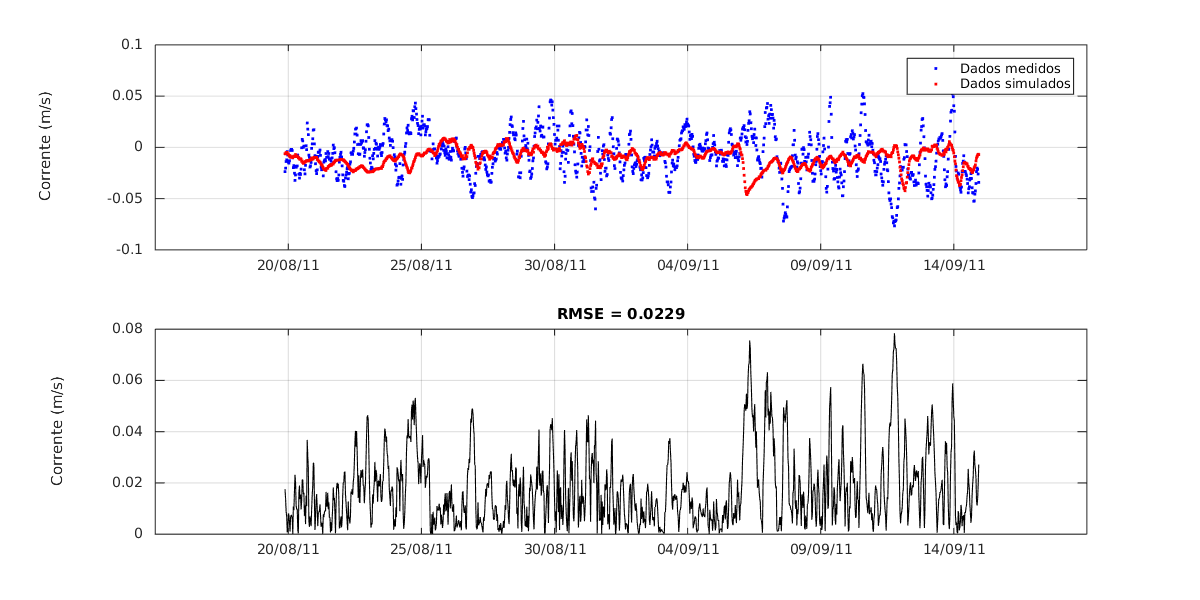 0.1
0.05
0
-0.05
-0.1
Corrente (m/s)
Dados medidos
Dados simulados
20/08/11 25/08/11 30/08/11 04/09/11 09/09/11 14/09/11
RMSE = 0.0229
0.08
0.06
0.04
0.02
0
Corrente (m/s)
20/08/11 25/08/11 30/08/11 04/09/11 09/09/11 14/09/11